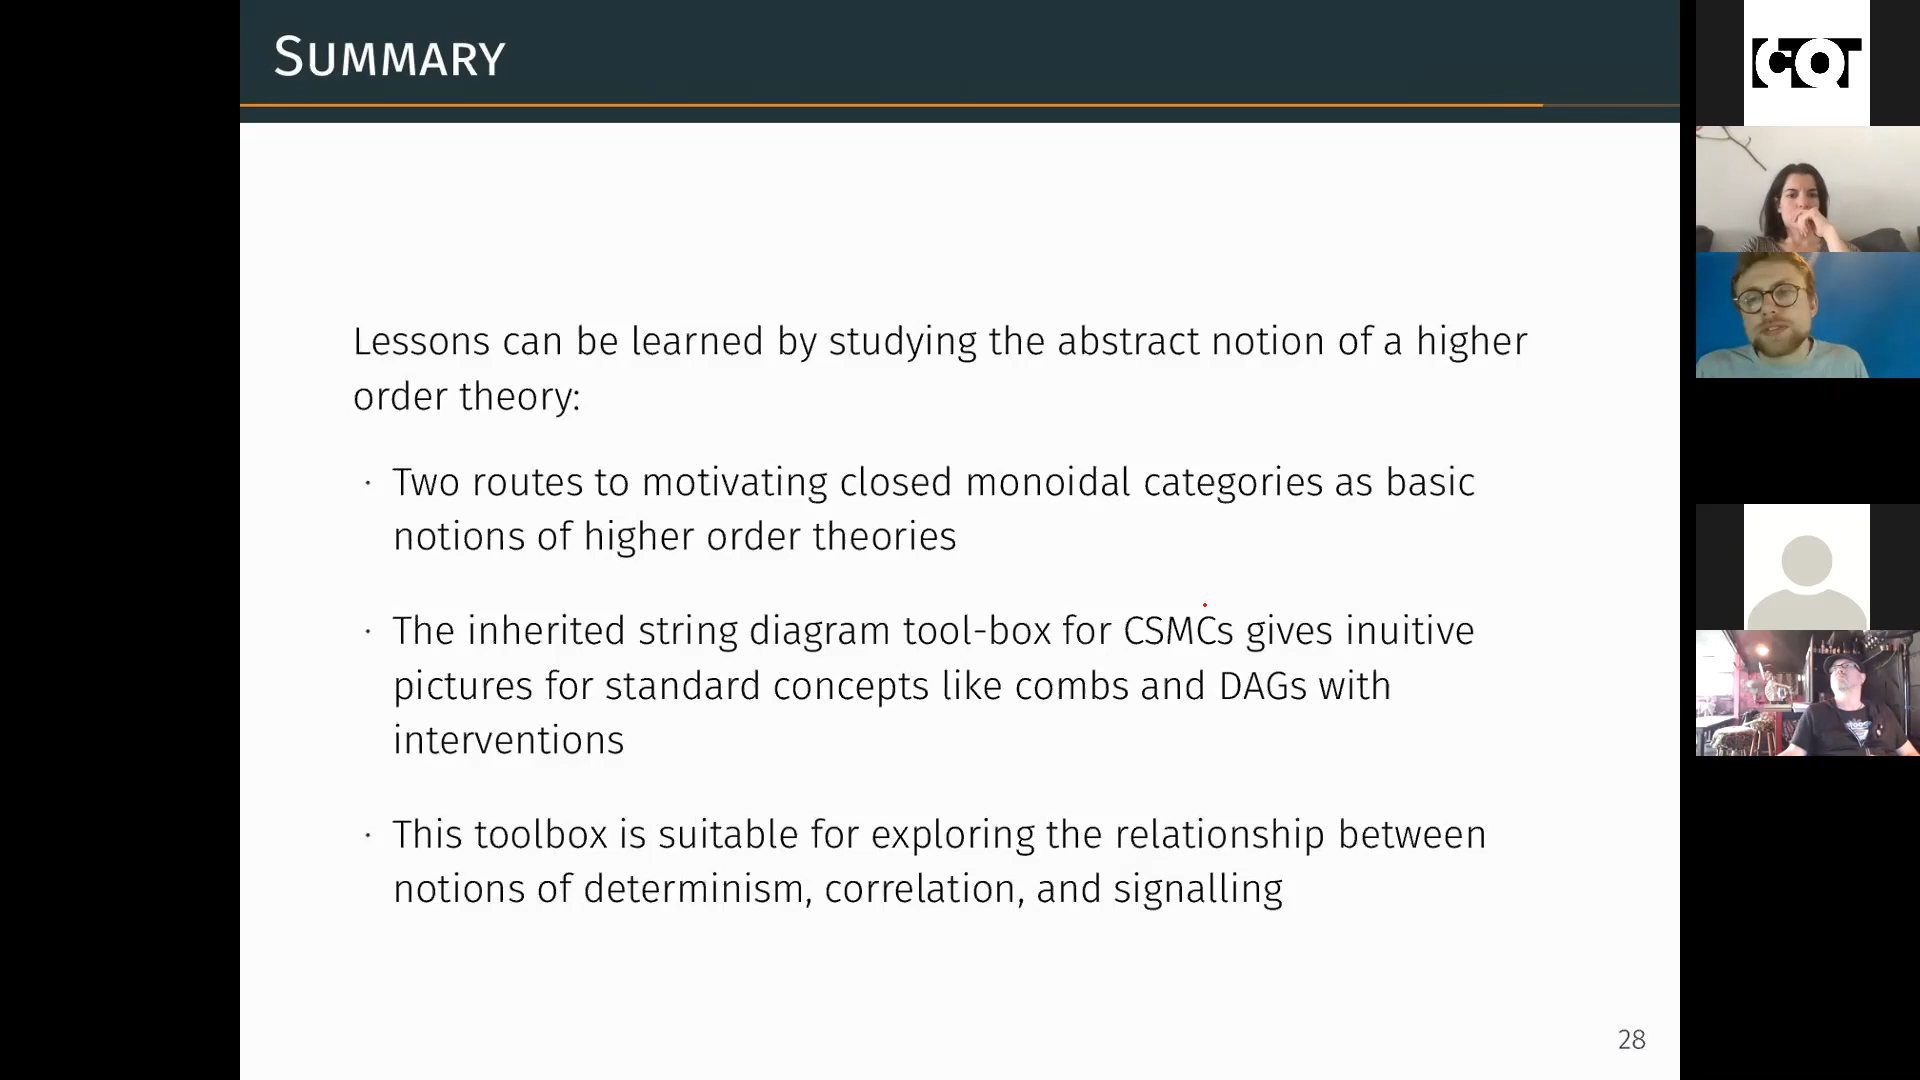 SUMMARY
Lessons can be learned by studying the abstract notion of a higher
order theory:
· Two routes to motivating closed monoidal categories as basic
notions of higher order theories
· The inherited string diagram tool-box for CSMCs gives inuitive
pictures for standard concepts like combs and DAGs with
interventions
· This toolbox is suitable for exploring the relationship between
notions of determinism, correlation, and signalling
28
CQT